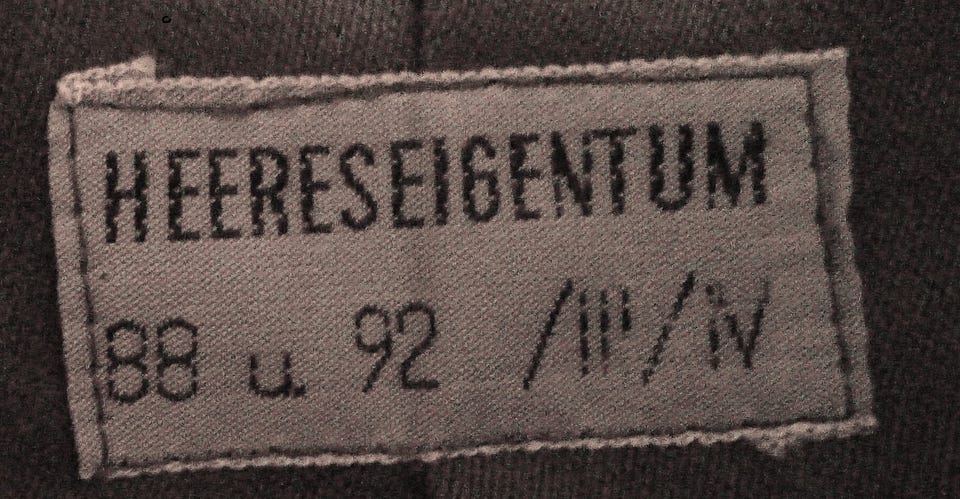 HEERESEIGENTUM
88 u. 92 /III/IV